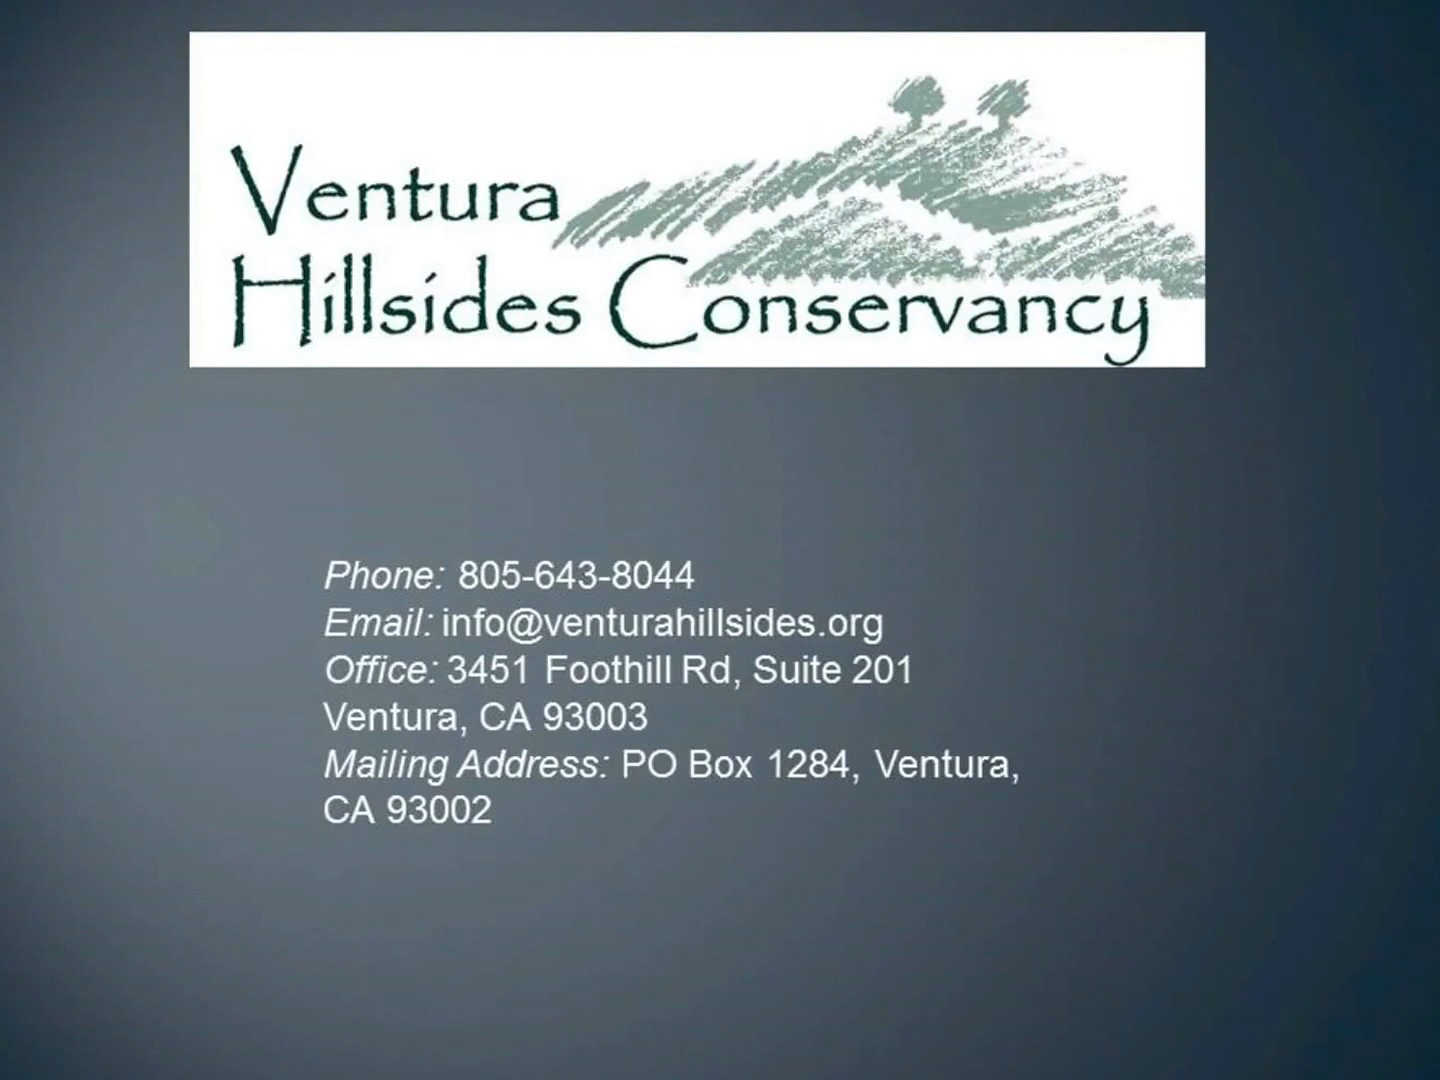 Ventura
Hillsides Conservancy
Phone: 805-643-8044
Email: info@venturahillsides.org
Office: 3451 Foothill Rd, Suite 201
Ventura, CA 93003
Mailing Address: PO Box 1284, Ventura,
CA 93002